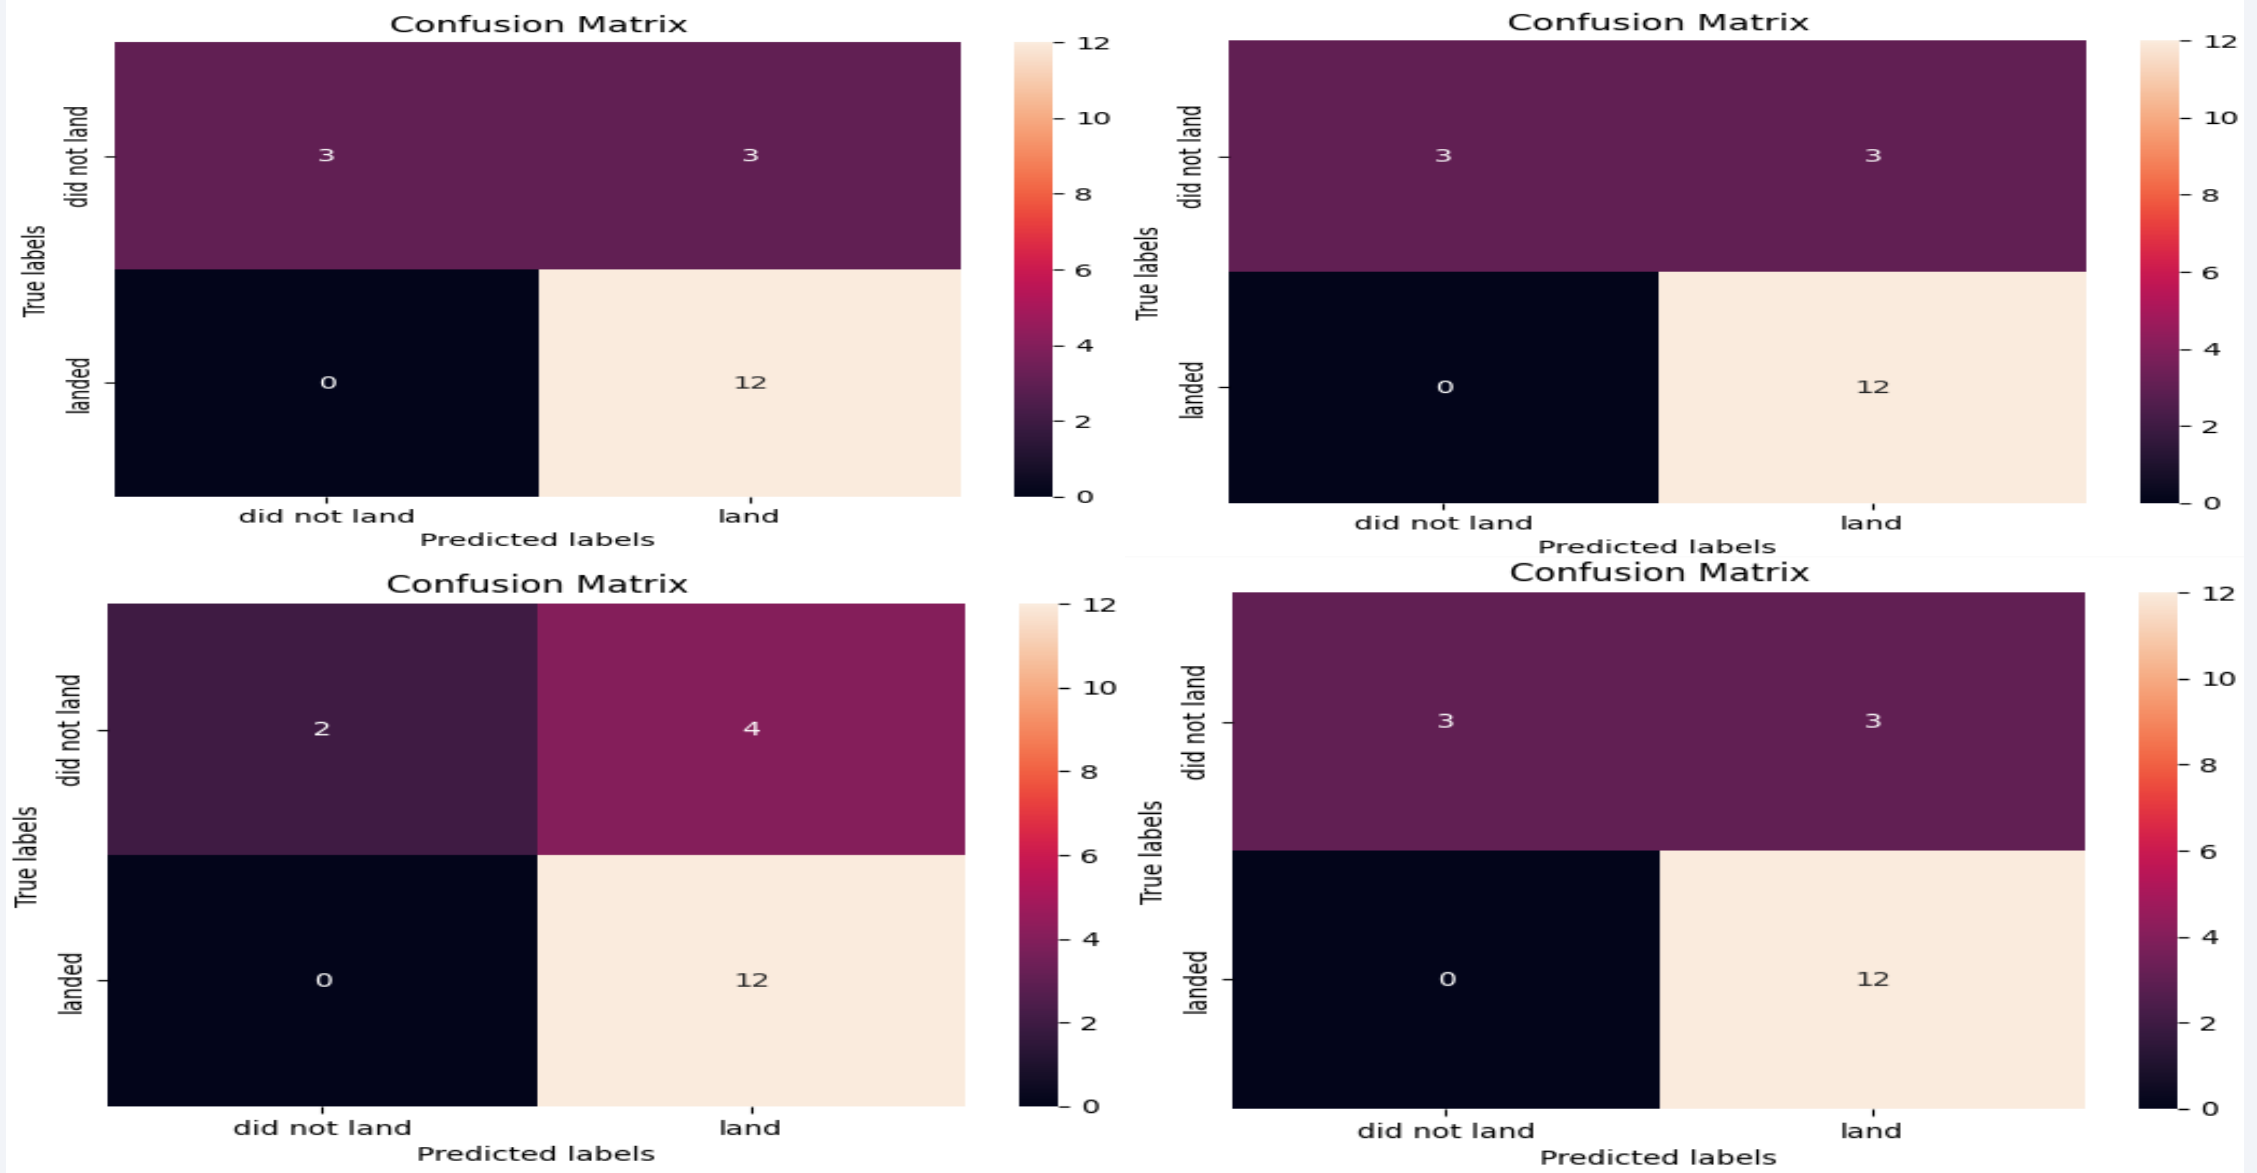 Confusion Matrix
True labels
did not land
landed
3 3
0 12
did not land land
Predicted labels
12
10
8
6
4
2
0
Confusion Matrix
True labels
did not land
landed
3 3
0 12
did not land land
Predicted labels
12
10
8
6
4
2
0
Confusion Matrix
True labels
did not land
landed
2 4
0 12
did not land land
Predicted labels
12
10
8
6
4
2
0
Confusion Matrix
True labels
did not land
landed
3 3
0 12
did not land land
Predicted labels
12
10
8
6
4
2
0